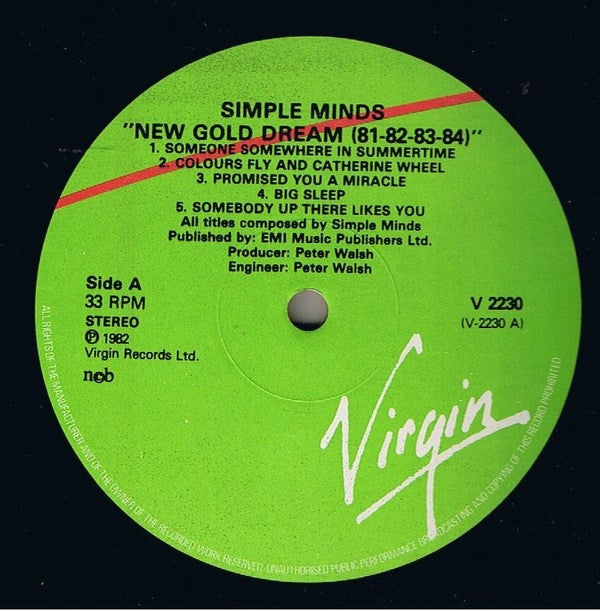 SIMPLE MINDS
"NEW GOLD DREAM (81-82-83-84)"
1. SOMEONE SOMEWHERE IN SUMMERTIME
2. COLOURS FLY AND CATHERINE WHEEL
3. PROMISED YOU A MIRACLE
4. BIG SLEEP
5. SOMEBODY UP THERE LIKES YOU
All titles composed by Simple Minds
Published by: EMI Music Publishers Ltd.
Producer: Peter Walsh
Engineer: Peter Walsh
Side A
33 RPM
STEREO
Ⓟ 1982
Virgin Records Ltd.
ncb
V 2230
(V-2230 A)
Virgin
ALL RIGHTS OF THE MANUFACTURER AND OF THE OWNER OF THE RECORDED WORK RESERVED. UNAUTHORISED PUBLIC PERFORMANCE BROADCASTING AND COPYING OF THIS RECORD PROHIBITED